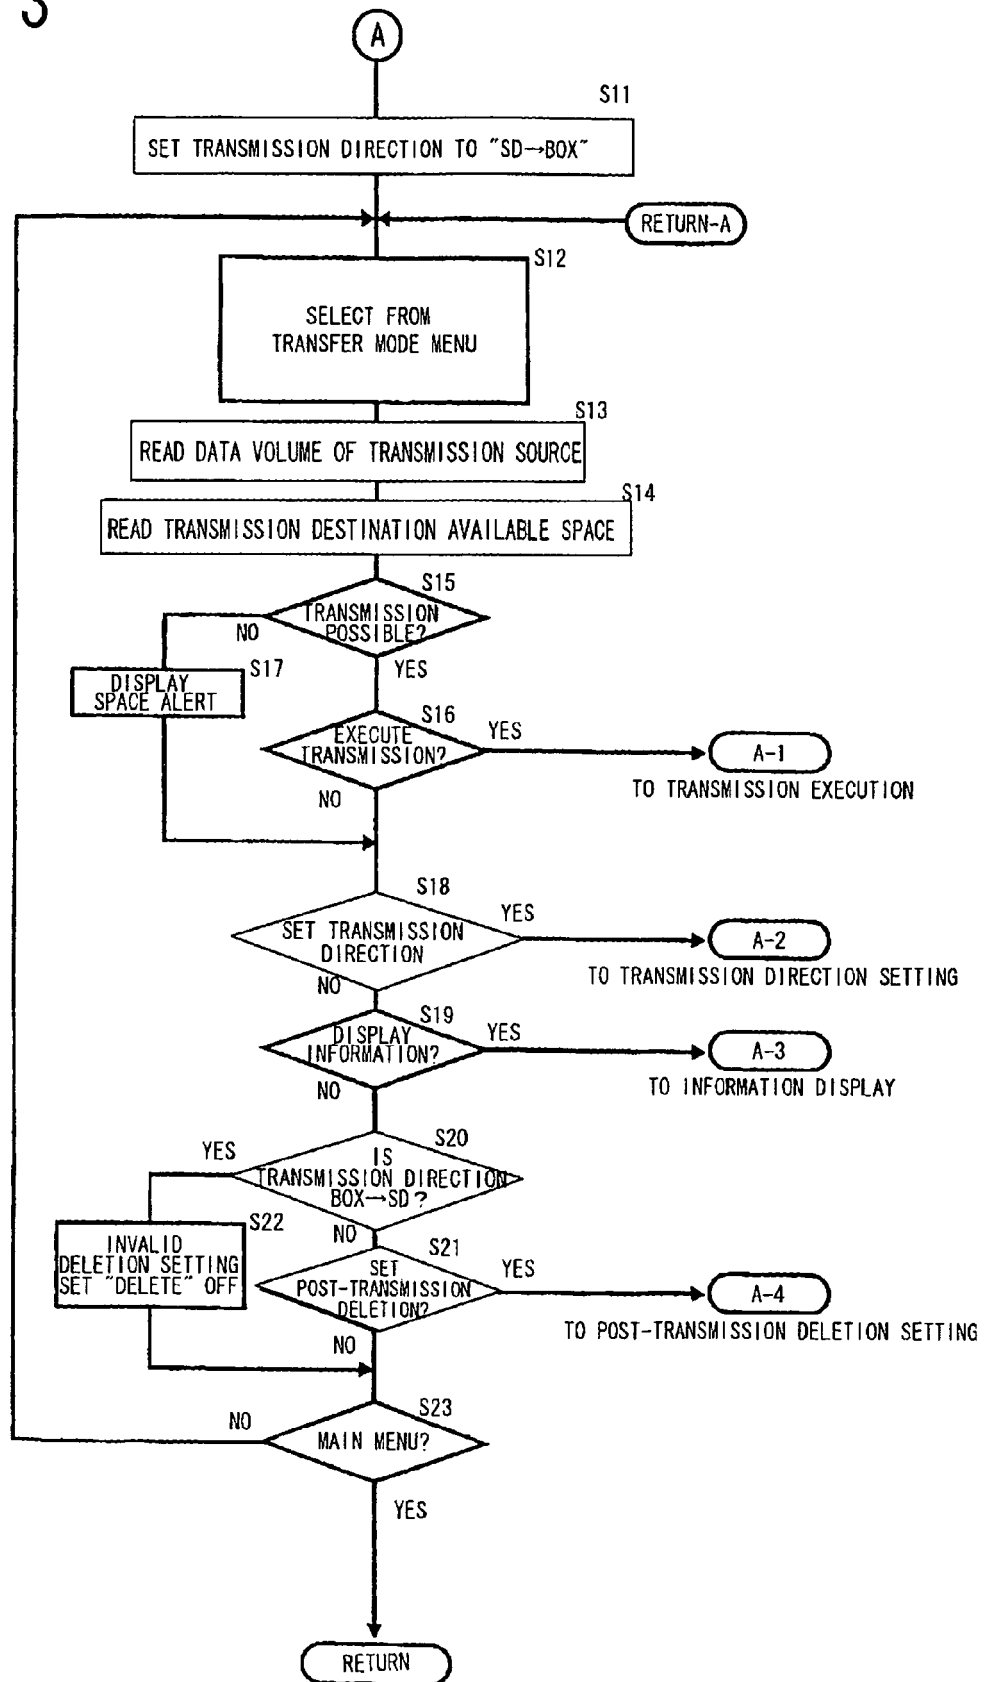 3
A
S11
SET TRANSMISSION DIRECTION TO "SD→BOX"
RETURN-A
S12
SELECT FROM
TRANSFER MODE MENU
S13
READ DATA VOLUME OF TRANSMISSION SOURCE
S14
READ TRANSMISSION DESTINATION AVAILABLE SPACE
S15
TRANSMISSION
POSSIBLE?
NO
YES
S17
DISPLAY
SPACE ALERT
S16
EXECUTE
TRANSMISSION?
YES
A-1
TO TRANSMISSION EXECUTION
NO
S18
SET TRANSMISSION
DIRECTION
YES
A-2
TO TRANSMISSION DIRECTION SETTING
NO
S19
DISPLAY
INFORMATION?
YES
A-3
TO INFORMATION DISPLAY
NO
S20
YES
IS
TRANSMISSION DIRECTION
BOX→SD?
NO
S22
INVALID
DELETION SETTING
SET "DELETE" OFF
S21
SET
POST-TRANSMISSION
DELETION?
YES
A-4
TO POST-TRANSMISSION DELETION SETTING
NO
S23
NO
MAIN MENU?
YES
RETURN